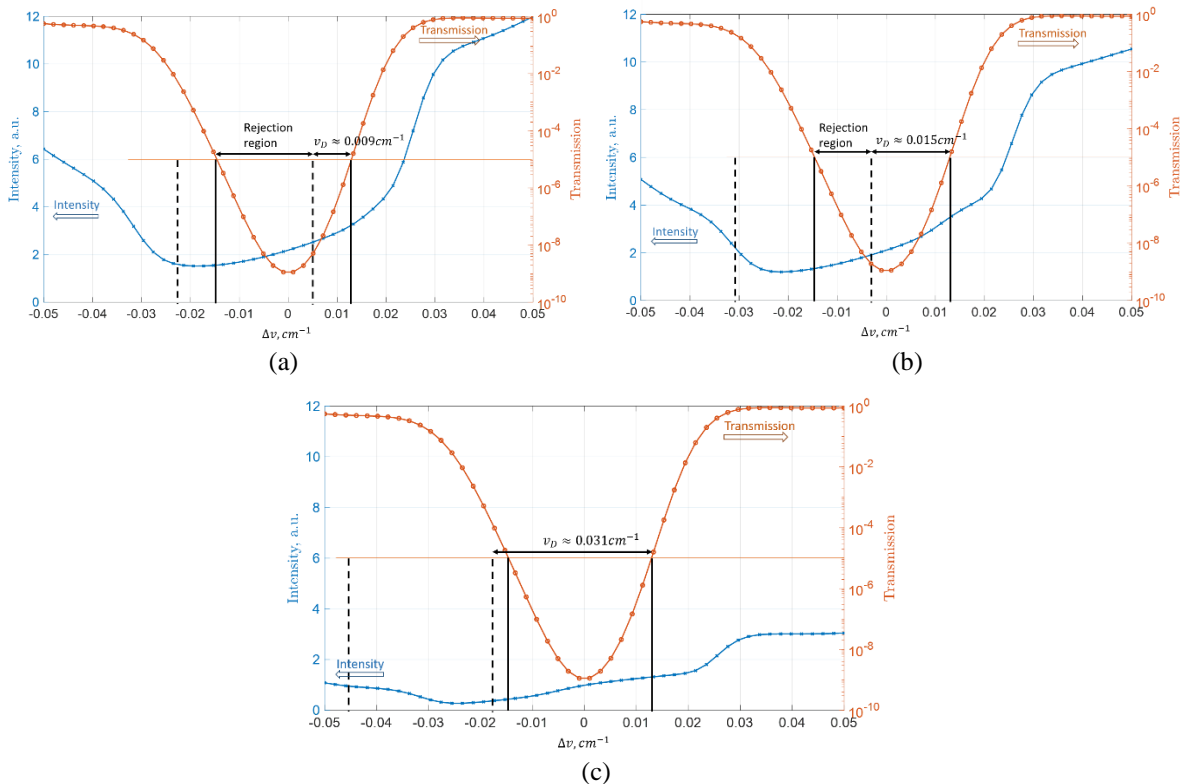 12
10
8
6
4
2
0
Intensity, a.u.
10^0
10^-2
10^-4
10^-6
10^-8
10^-10
Transmission
Transmission
Rejection
region
v_D ≈ 0.009cm^-1
Intensity
-0.05 -0.04 -0.03 -0.02 -0.01 0 0.01 0.02 0.03 0.04 0.05
Δv, cm^-1
(a)
12
10
8
6
4
2
0
Intensity, a.u.
10^0
10^-2
10^-4
10^-6
10^-8
10^-10
Transmission
Transmission
Rejection
region
v_D ≈ 0.015cm^-1
Intensity
-0.05 -0.04 -0.03 -0.02 -0.01 0 0.01 0.02 0.03 0.04 0.05
Δv, cm^-1
(b)
12
10
8
6
4
2
0
Intensity, a.u.
10^0
10^-2
10^-4
10^-6
10^-8
10^-10
Transmission
Transmission
v_D ≈ 0.031cm^-1
Intensity
-0.05 -0.04 -0.03 -0.02 -0.01 0 0.01 0.02 0.03 0.04 0.05
Δv, cm^-1
(c)